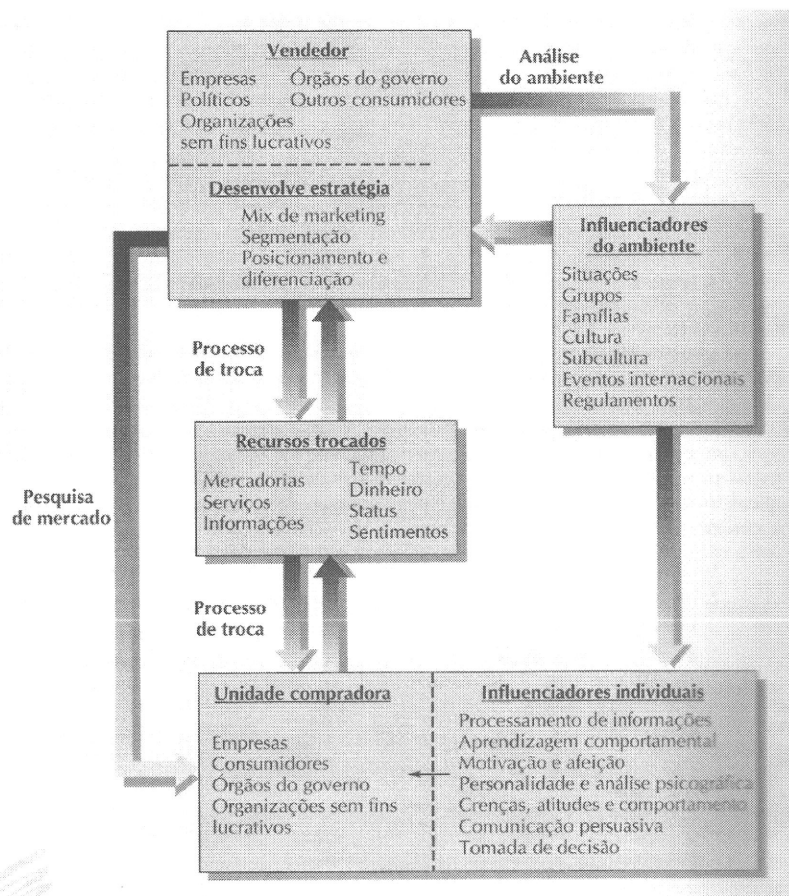 Vendedor
Empresas Órgãos do governo
Políticos Outros consumidores
Organizações
sem fins lucrativos
Desenvolve estratégia
Mix de marketing
Segmentação
Posicionamento e
diferenciação
Análise
do ambiente
Influenciadores
do ambiente
Situações
Grupos
Famílias
Cultura
Subcultura
Eventos internacionais
Regulamentos
Processo
de troca
Recursos trocados
Mercadorias
Serviços
Informações
Tempo
Dinheiro
Status
Sentimentos
Pesquisa
de mercado
Processo
de troca
Unidade compradora
Empresas
Consumidores
Órgãos do governo
Organizações sem fins
lucrativos
Influenciadores individuais
Processamento de informações
Aprendizagem comportamental
Motivação e afeição
Personalidade e análise psicográfica
Crenças, atitudes e comportamento
Comunicação persuasiva
Tomada de decisão